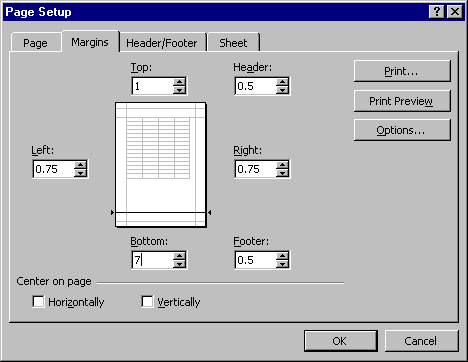 Page Setup
Page Margins Header/Footer Sheet
Top: Header:
1 0.5
Print...
Print Preview
Options...
Left: Right:
0.75 0.75
Bottom: Footer:
7 0.5
Center on page
Horizontally Vertically
OK Cancel